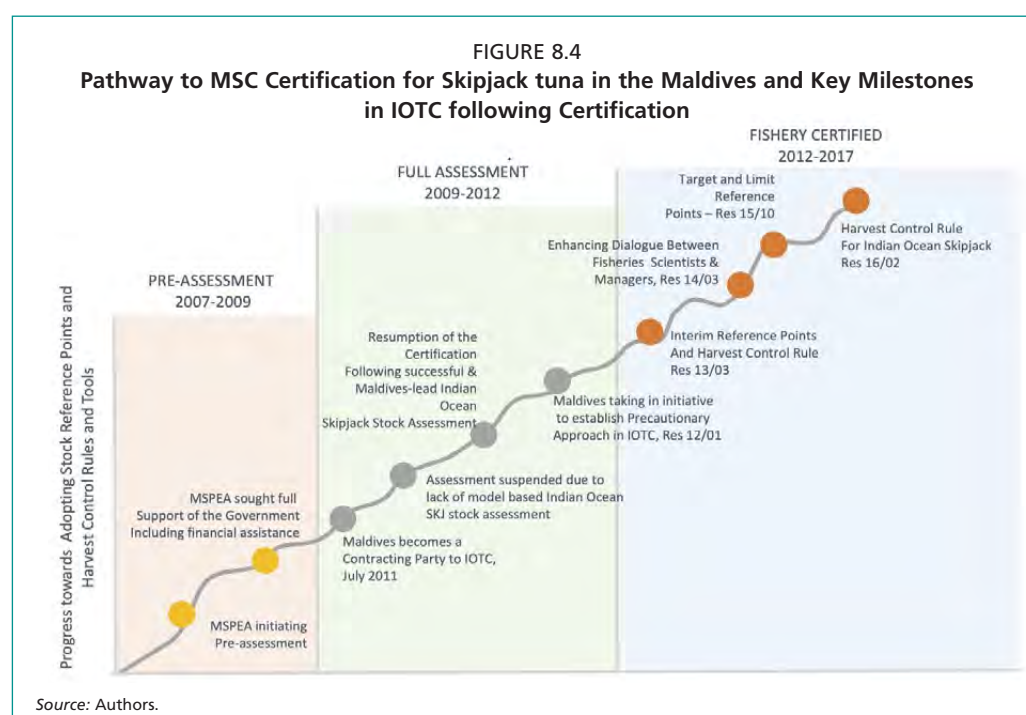 FIGURE 8.4
Pathway to MSC Certification for Skipjack tuna in the Maldives and Key Milestones
in IOTC following Certification
FISHERY CERTIFIED
2012-2017
FULL ASSESSMENT
2009-2012
PRE-ASSESSMENT
2007-2009
Progress towards Adopting Stock Reference Points and
Harvest Control Rules and Tools
MSPEA initiating
Pre-assessment
MSPEA sought full
Support of the Government
Including financial assistance
Maldives becomes a
Contracting Party to IOTC,
July 2011
Assessment suspended due to
lack of model based Indian Ocean
SKJ stock assessment
Resumption of the
Certification
Following successful &
Maldives-lead Indian
Ocean
Skipjack Stock Assessment
Maldives taking in initiative
to establish Precautionary
Approach in IOTC, Res 12/01
Interim Reference Points
And Harvest Control Rule
Res 13/03
Enhancing Dialogue Between
Fisheries Scientists &
Managers, Res 14/03
Target and Limit
Reference
Points – Res 15/10
Harvest Control Rule
For Indian Ocean Skipjack
Res 16/02
Source: Authors.